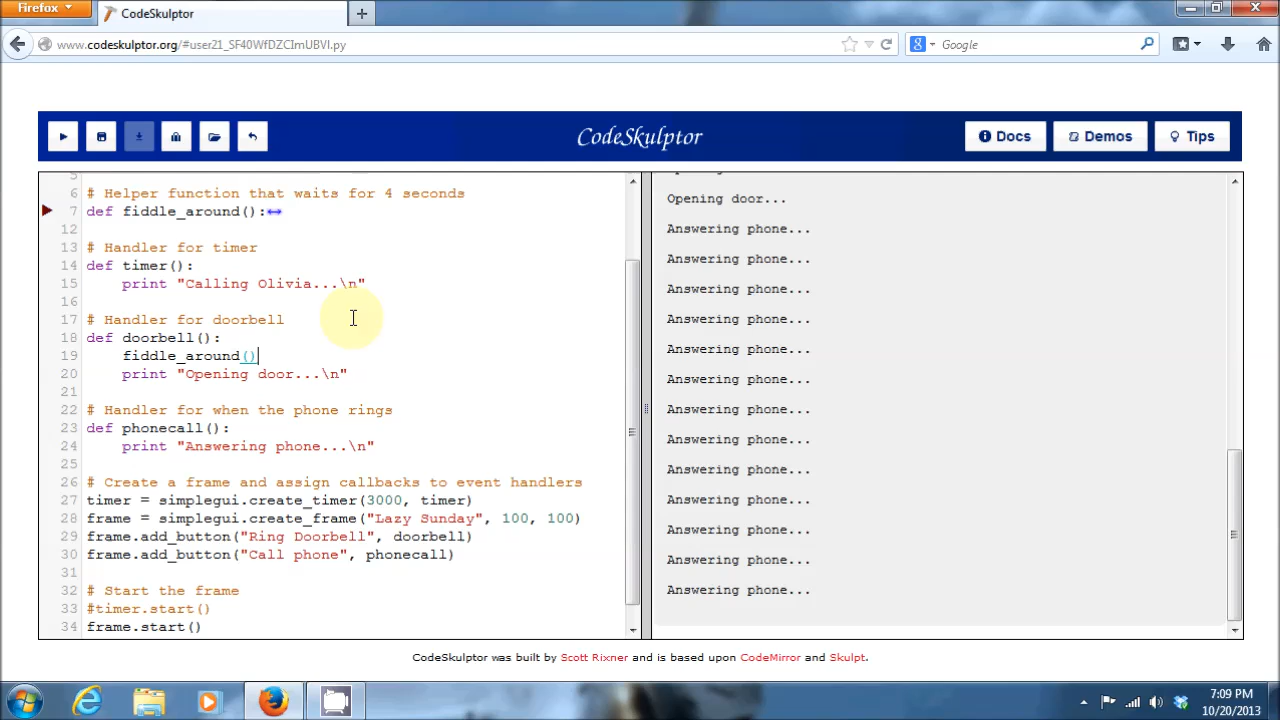 Firefox
CodeSkulptor
www.codeskulptor.org/#user21_SF40WfDZCImUBVI.py
Google
CodeSkulptor
Docs
Demos
Tips
5
6 # Helper function that waits for 4 seconds
7 def fiddle_around():
12
13 # Handler for timer
14 def timer():
15 print "Calling Olivia...\n"
16
17 # Handler for doorbell
18 def doorbell():
19 fiddle_around()
20 print "Opening door...\n"
21
22 # Handler for when the phone rings
23 def phonecall():
24 print "Answering phone...\n"
25
26 # Create a frame and assign callbacks to event handlers
27 timer = simplegui.create_timer(3000, timer)
28 frame = simplegui.create_frame("Lazy Sunday", 100, 100)
29 frame.add_button("Ring Doorbell", doorbell)
30 frame.add_button("Call phone", phonecall)
31
32 # Start the frame
33 #timer.start()
34 frame.start()
Opening door...
Answering phone...
Answering phone...
Answering phone...
Answering phone...
Answering phone...
Answering phone...
Answering phone...
Answering phone...
Answering phone...
Answering phone...
Answering phone...
Answering phone...
Answering phone...
CodeSkulptor was built by Scott Rixner and is based upon CodeMirror and Skulpt.
7:09 PM
10/20/2013